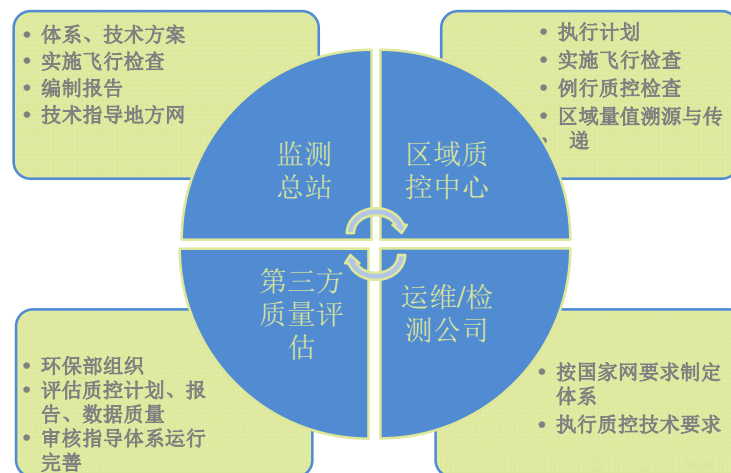 • 体系、技术方案
• 实施飞行检查
• 编制报告
• 技术指导地方网
• 执行计划
• 实施飞行检查
• 例行质控检查
• 区域量值溯源与传
• 递
监测
总站
区域质
控中心
第三方
质量评
估
运维/检
测公司
• 环保部组织
• 评估质控计划、报
告、数据质量
• 审核指导体系运行
完善
• 按国家网要求制定
体系
• 执行质控技术要求